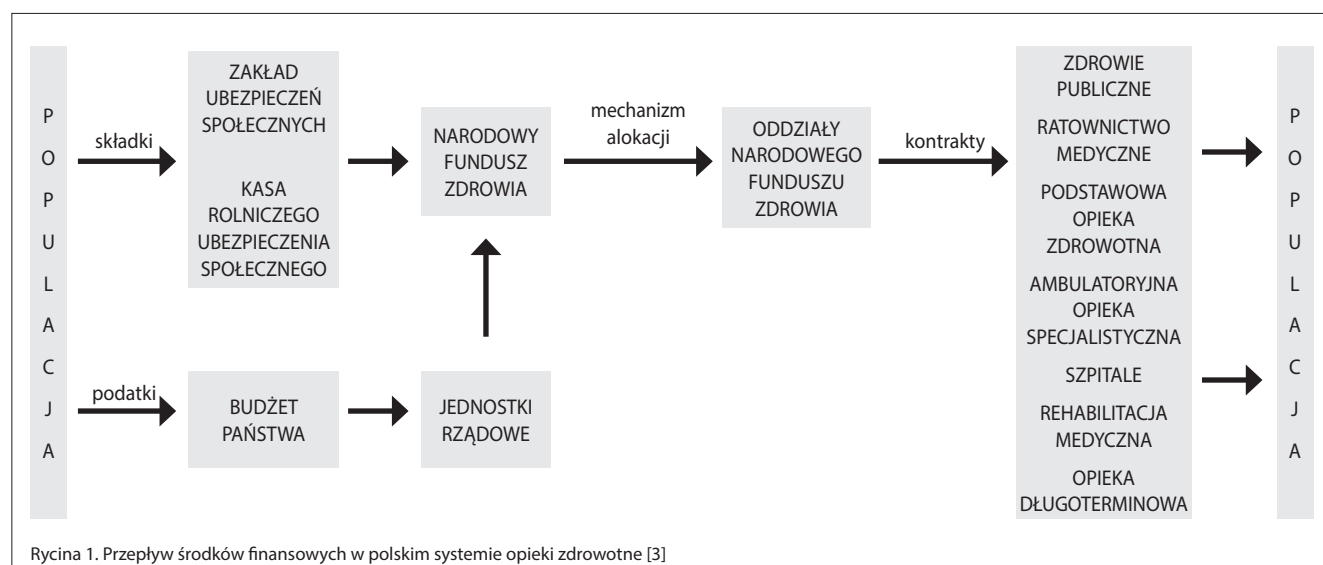 P
O
P
U
L
A
C
J
A
składki
podatki
ZAKŁAD
UBEZPIECZEŃ
SPOŁECZNYCH
KASA
ROLNICZEGO
UBEZPIECZENIA
SPOŁECZNEGO
BUDŻET
PAŃSTWA
NARODOWY
FUNDUSZ
ZDROWIA
JEDNOSTKI
RZĄDOWE
mechanizm
alokacji
ODDZIAŁY
NARODOWEGO
FUNDUSZU
ZDROWIA
kontrakty
ZDROWIE
PUBLICZNE
RATOWNICTWO
MEDYCZNE
PODSTAWOWA
OPIEKA
ZDROWOTNA
AMBULATORYJNA
OPIEKA
SPECJALISTYCZNA
SZPITALE
REHABILITACJA
MEDYCZNA
OPIEKA
DŁUGOTERMINOWA
P
O
P
U
L
A
C
J
A
Rycina 1. Przepływ środków finansowych w polskim systemie opieki zdrowotne [3]